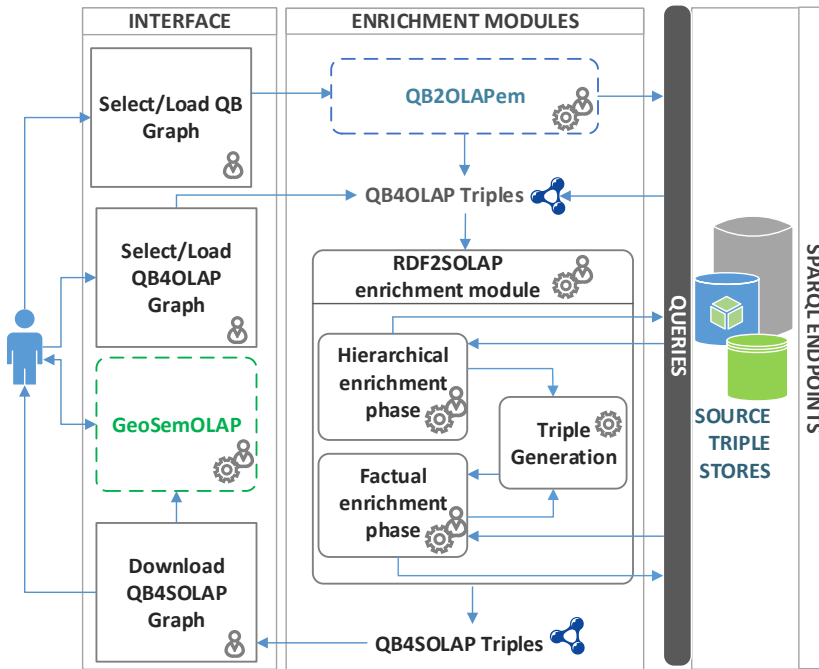 INTERFACE
ENRICHMENT MODULES
Select/Load QB
Graph
QB2OLAPem
QB4OLAP Triples
Select/Load
QB4OLAP
Graph
RDF2SOLAP
enrichment module
Hierarchical
enrichment
phase
GeoSemOLAP
Triple
Generation
Factual
enrichment
phase
Download
QB4SOLAP
Graph
QB4SOLAP Triples
QUERIES
SOURCE
TRIPLE
STORES
SPARQL ENDPOINTS